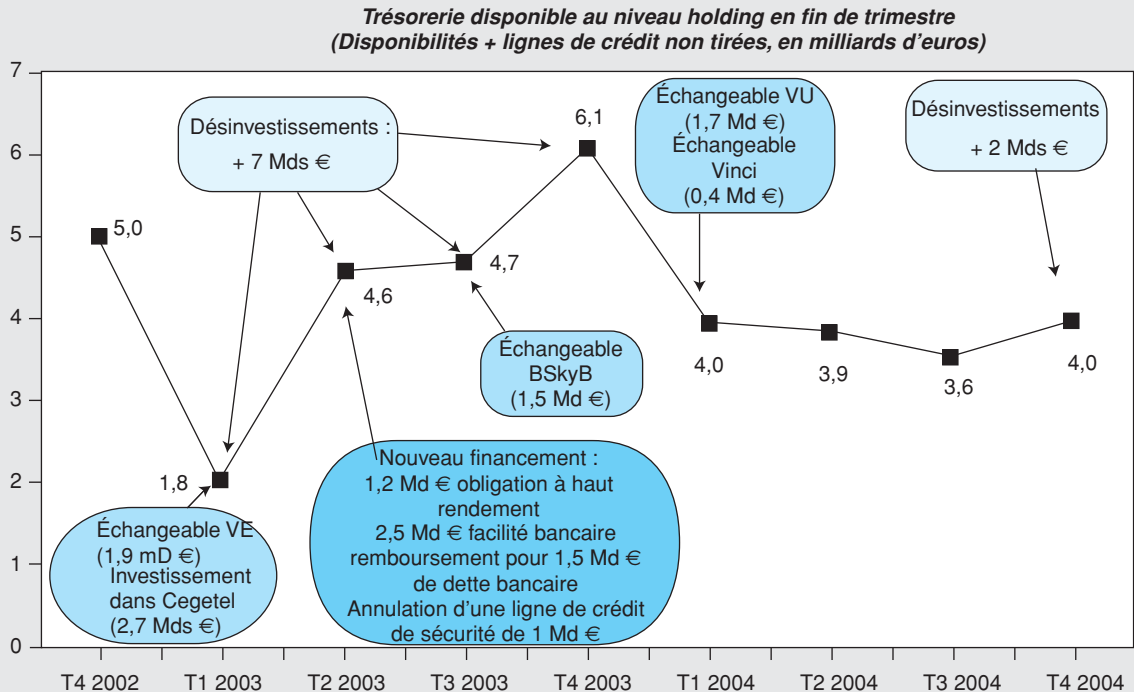 Trésorerie disponible au niveau holding en fin de trimestre
(Disponibilités + lignes de crédit non tirées, en milliards d'euros)
7
6
5
4
3
2
1
0
Désinvestissements :
+ 7 Mds €
6,1
Échangeable VU
(1,7 Md €)
Échangeable
Vinci
(0,4 Md €)
Désinvestissements
+ 2 Mds €
5,0
1,8
4,6
4,7
4,0
3,9
3,6
4,0
Échangeable
BSkyB
(1,5 Md €)
Échangeable VE
(1,9 mD €)
Investissement
dans Cegetel
(2,7 Mds €)
Nouveau financement :
1,2 Md € obligation à haut
rendement
2,5 Md € facilité bancaire
remboursement pour 1,5 Md €
de dette bancaire
Annulation d'une ligne de crédit
de sécurité de 1 Md €
T4 2002 T1 2003 T2 2003 T3 2003 T4 2003 T1 2004 T2 2004 T3 2004 T4 2004